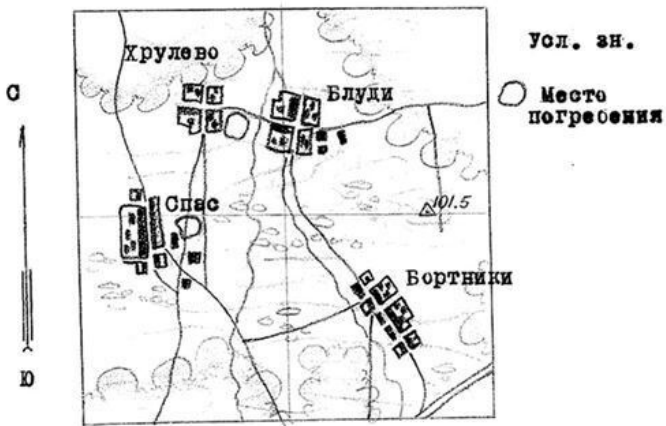 Усл. зн.
Хрулево
Блуди
С
Место
погребения
Спас
101.5
Бортники
Ю